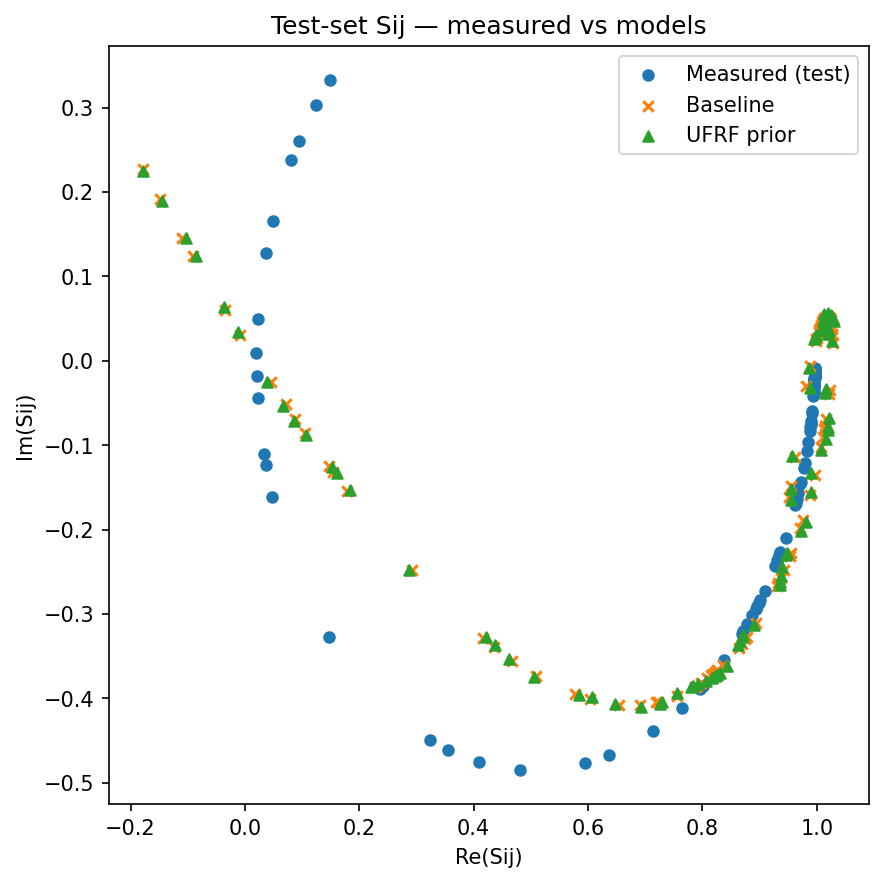 Test-set Sij — measured vs models
Measured (test)
Baseline
UFRF prior
0.3
0.2
0.1
0.0
−0.1
−0.2
−0.3
−0.4
−0.5
Im(Sij)
−0.2 0.0 0.2 0.4 0.6 0.8 1.0
Re(Sij)